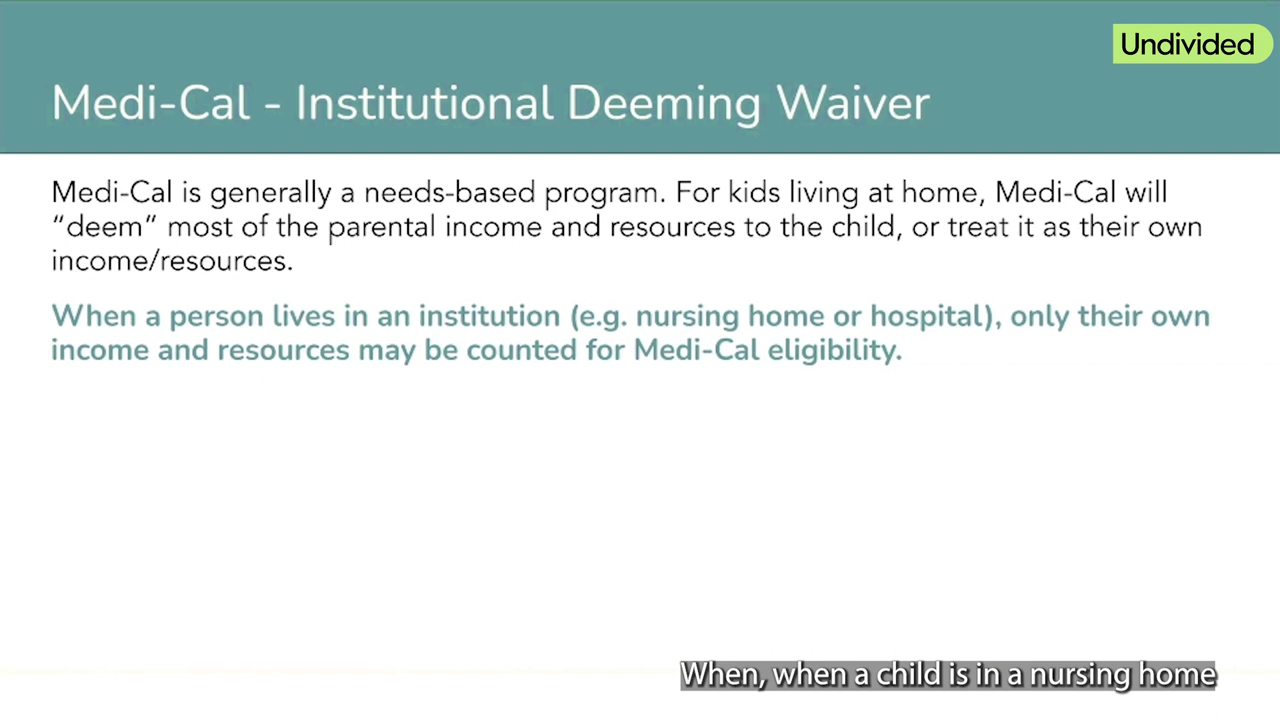 Undivided
Medi-Cal - Institutional Deeming Waiver
Medi-Cal is generally a needs-based program. For kids living at home, Medi-Cal will
“deem” most of the parental income and resources to the child, or treat it as their own
income/resources.
When a person lives in an institution (e.g. nursing home or hospital), only their own
income and resources may be counted for Medi-Cal eligibility.
When, when a child is in a nursing home